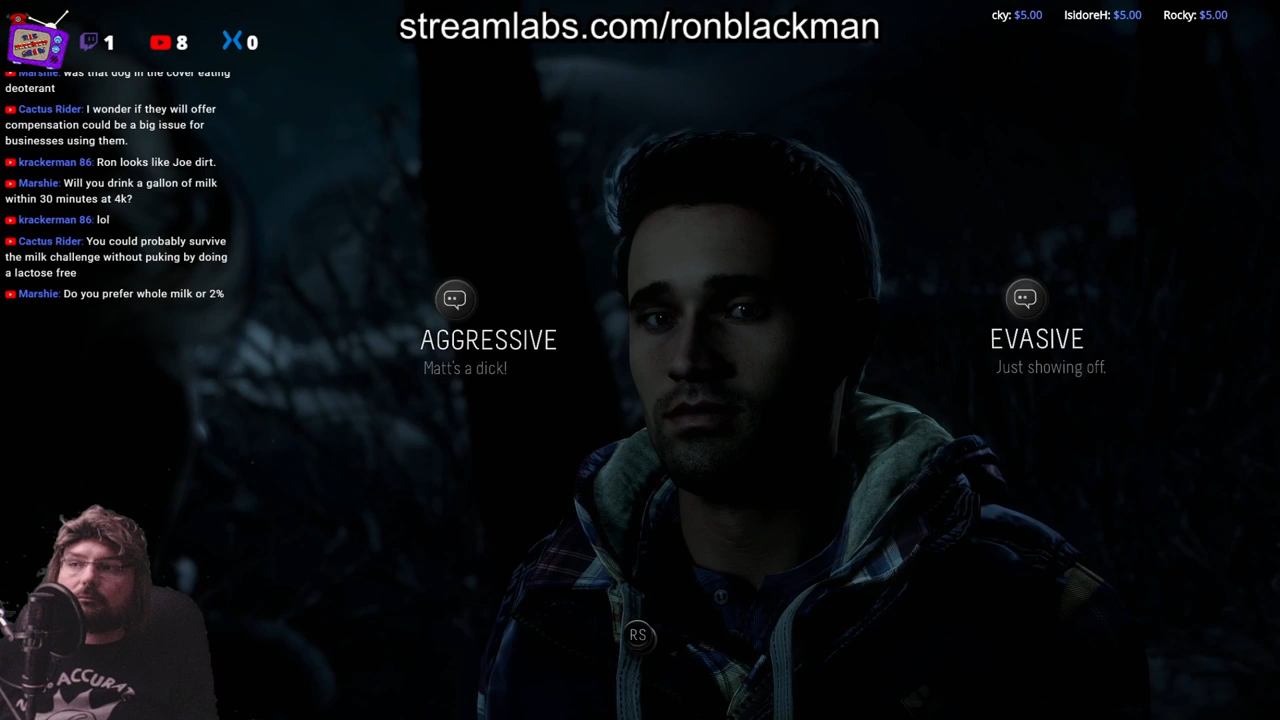 streamlabs.com/ronblackman
cky: $5.00 IsidoreH: $5.00 Rocky: $5.00
1 8 0
Marshie: was that dog in the cover eating
deoterant
Cactus Rider: I wonder if they will offer
compensation could be a big issue for
businesses using them.
krackerman 86: Ron looks like Joe dirt.
Marshie: Will you drink a gallon of milk
within 30 minutes at 4k?
krackerman 86: lol
Cactus Rider: You could probably survive
the milk challenge without puking by doing
a lactose free
Marshie: Do you prefer whole milk or 2%
AGGRESSIVE
Matt's a dick!
EVASIVE
Just showing off.
RS
ACCURAT